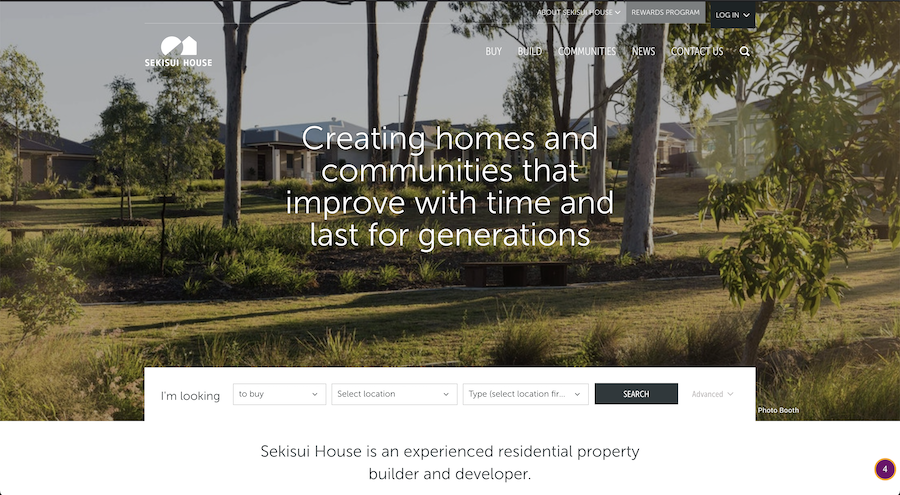 ABOUT SEKISUI HOUSE
REWARDS PROGRAM
LOG IN
SEKISUI HOUSE
BUY
BUILD
COMMUNITIES
NEWS
CONTACT US
Creating homes and
communities that
improve with time and
last for generations
I'm looking
to buy
Select location
Type (select location fir...
SEARCH
Advanced
Photo Booth
Sekisui House is an experienced residential property
builder and developer.
4